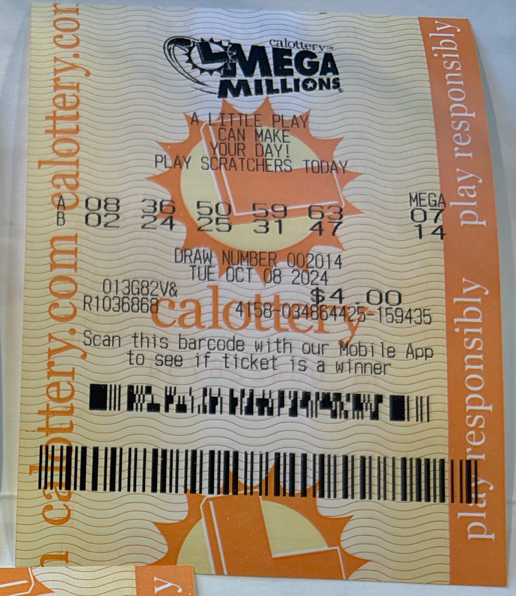 calottery™
MEGA
MILLIONS
A LITTLE PLAY
CAN MAKE
YOUR DAY!
PLAY SCRATCHERS TODAY
MEGA
A 08 36 50 59 63 07
B 02 24 25 31 47 14
DRAW NUMBER 002014
TUE OCT 08 2024
013G82V& $4.00
R1036868 4158-034864425-159435
calottery
Scan this barcode with our Mobile App
to see if ticket is a winner
calottery.com calottery.com
play responsibly play responsibly
y